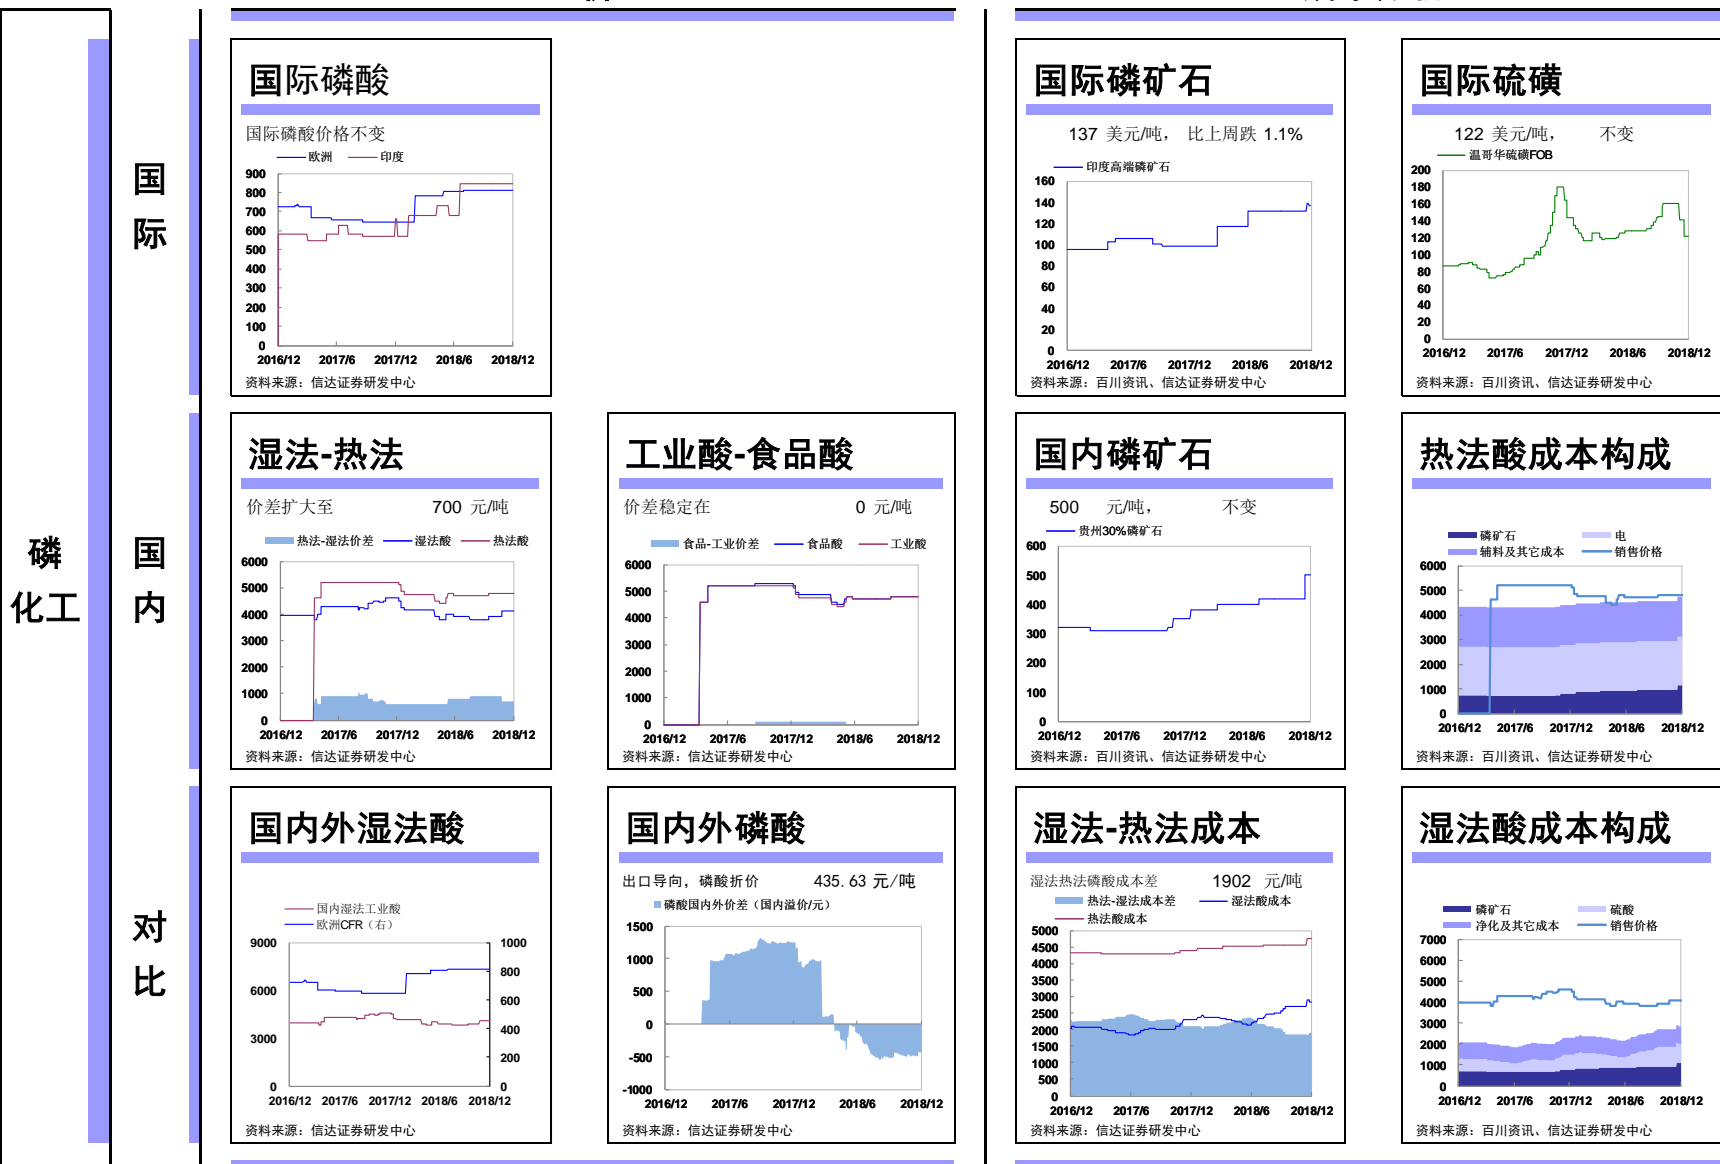 磷
化工
国
际
国际磷酸
国际磷酸价格不变
欧洲 印度
900
800
700
600
500
400
300
200
100
0
2016/12 2017/6 2017/12 2018/6 2018/12
资料来源：信达证券研发中心
国际磷矿石
137 美元/吨， 比上周跌 1.1%
印度高端磷矿石
160
140
120
100
80
60
40
20
0
2016/12 2017/6 2017/12 2018/6 2018/12
资料来源：百川资讯、信达证券研发中心
国际硫磺
122 美元/吨， 不变
温哥华硫磺FOB
200
180
160
140
120
100
80
60
40
20
0
2016/12 2017/6 2017/12 2018/6 2018/12
资料来源：百川资讯、信达证券研发中心
国
内
湿法-热法
价差扩大至 700 元/吨
热法-湿法价差 湿法酸 热法酸
6000
5000
4000
3000
2000
1000
0
2016/12 2017/6 2017/12 2018/6 2018/12
资料来源：信达证券研发中心
工业酸-食品酸
价差稳定在 0 元/吨
食品-工业价差 食品酸 工业酸
6000
5000
4000
3000
2000
1000
0
2016/12 2017/6 2017/12 2018/6 2018/12
资料来源：信达证券研发中心
国内磷矿石
500 元/吨， 不变
贵州30%磷矿石
600
500
400
300
200
100
0
2016/12 2017/6 2017/12 2018/6 2018/12
资料来源：百川资讯、信达证券研发中心
热法酸成本构成
磷矿石 电
辅料及其它成本 销售价格
6000
5000
4000
3000
2000
1000
0
2016/12 2017/6 2017/12 2018/6 2018/12
资料来源：百川资讯、信达证券研发中心
对
比
国内外湿法酸
国内湿法工业酸
欧洲CFR（右）
9000 1000
800
6000
600
400
3000
200
0 0
2016/12 2017/6 2017/12 2018/6 2018/12
资料来源：信达证券研发中心
国内外磷酸
出口导向，磷酸折价 435.63 元/吨
磷酸国内外价差（国内溢价/元）
1500
1000
500
0
-500
-1000
2016/12 2017/6 2017/12 2018/6 2018/12
资料来源：信达证券研发中心
湿法-热法成本
湿法热法磷酸成本差 1902 元/吨
热法-湿法成本差 湿法酸成本
热法酸成本
5000
4500
4000
3500
3000
2500
2000
1500
1000
500
0
2016/12 2017/6 2017/12 2018/6 2018/12
资料来源：信达证券研发中心
湿法酸成本构成
磷矿石 硫酸
净化及其它成本 销售价格
7000
6000
5000
4000
3000
2000
1000
0
2016/12 2017/6 2017/12 2018/6 2018/12
资料来源：百川资讯、信达证券研发中心